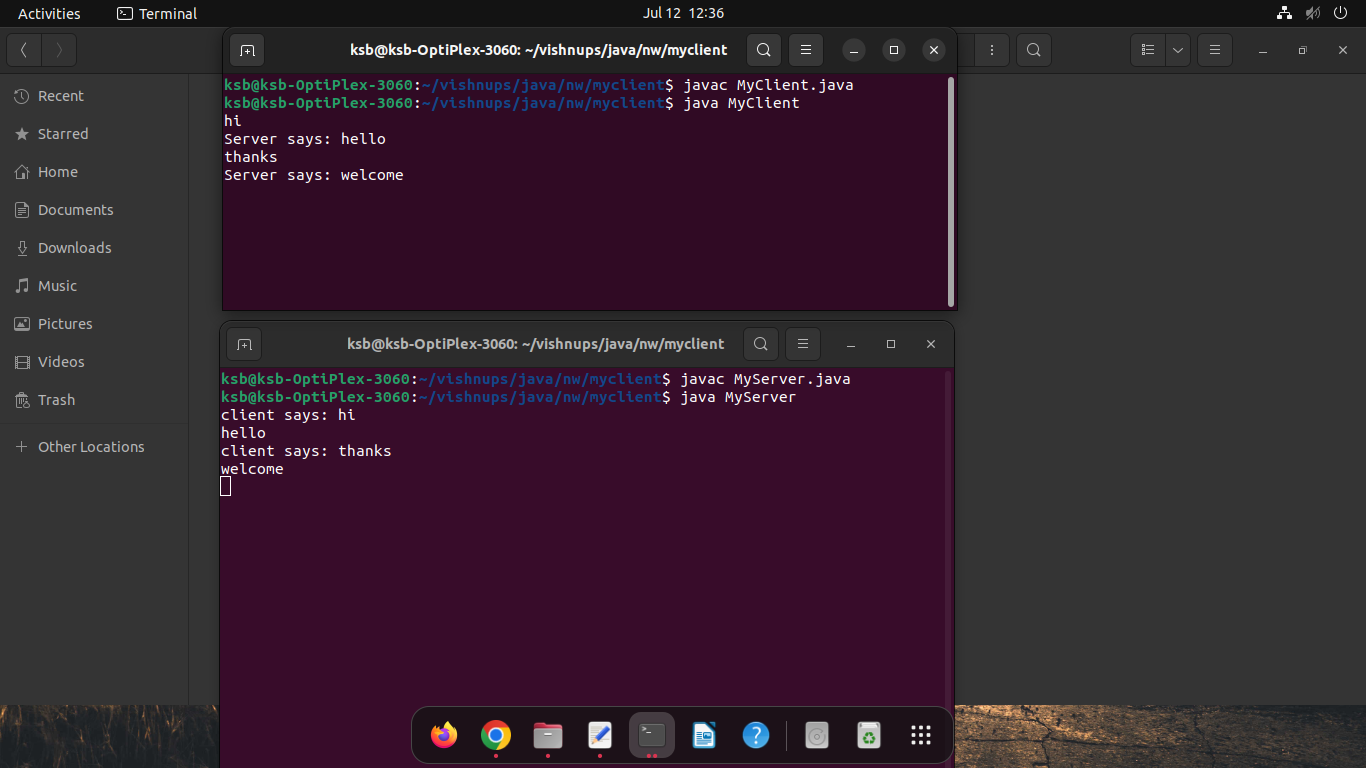 Activities
Terminal
Jul 12 12:36
ksb@ksb-OptiPlex-3060: ~/vishnups/java/nw/myclient
Recent
Starred
Home
Documents
Downloads
Music
Pictures
Videos
Trash
Other Locations
ksb@ksb-OptiPlex-3060:~/vishnups/java/nw/myclient$ javac MyClient.java
ksb@ksb-OptiPlex-3060:~/vishnups/java/nw/myclient$ java MyClient
hi
Server says: hello
thanks
Server says: welcome
ksb@ksb-OptiPlex-3060: ~/vishnups/java/nw/myclient
ksb@ksb-OptiPlex-3060:~/vishnups/java/nw/myclient$ javac MyServer.java
ksb@ksb-OptiPlex-3060:~/vishnups/java/nw/myclient$ java MyServer
client says: hi
hello
client says: thanks
welcome